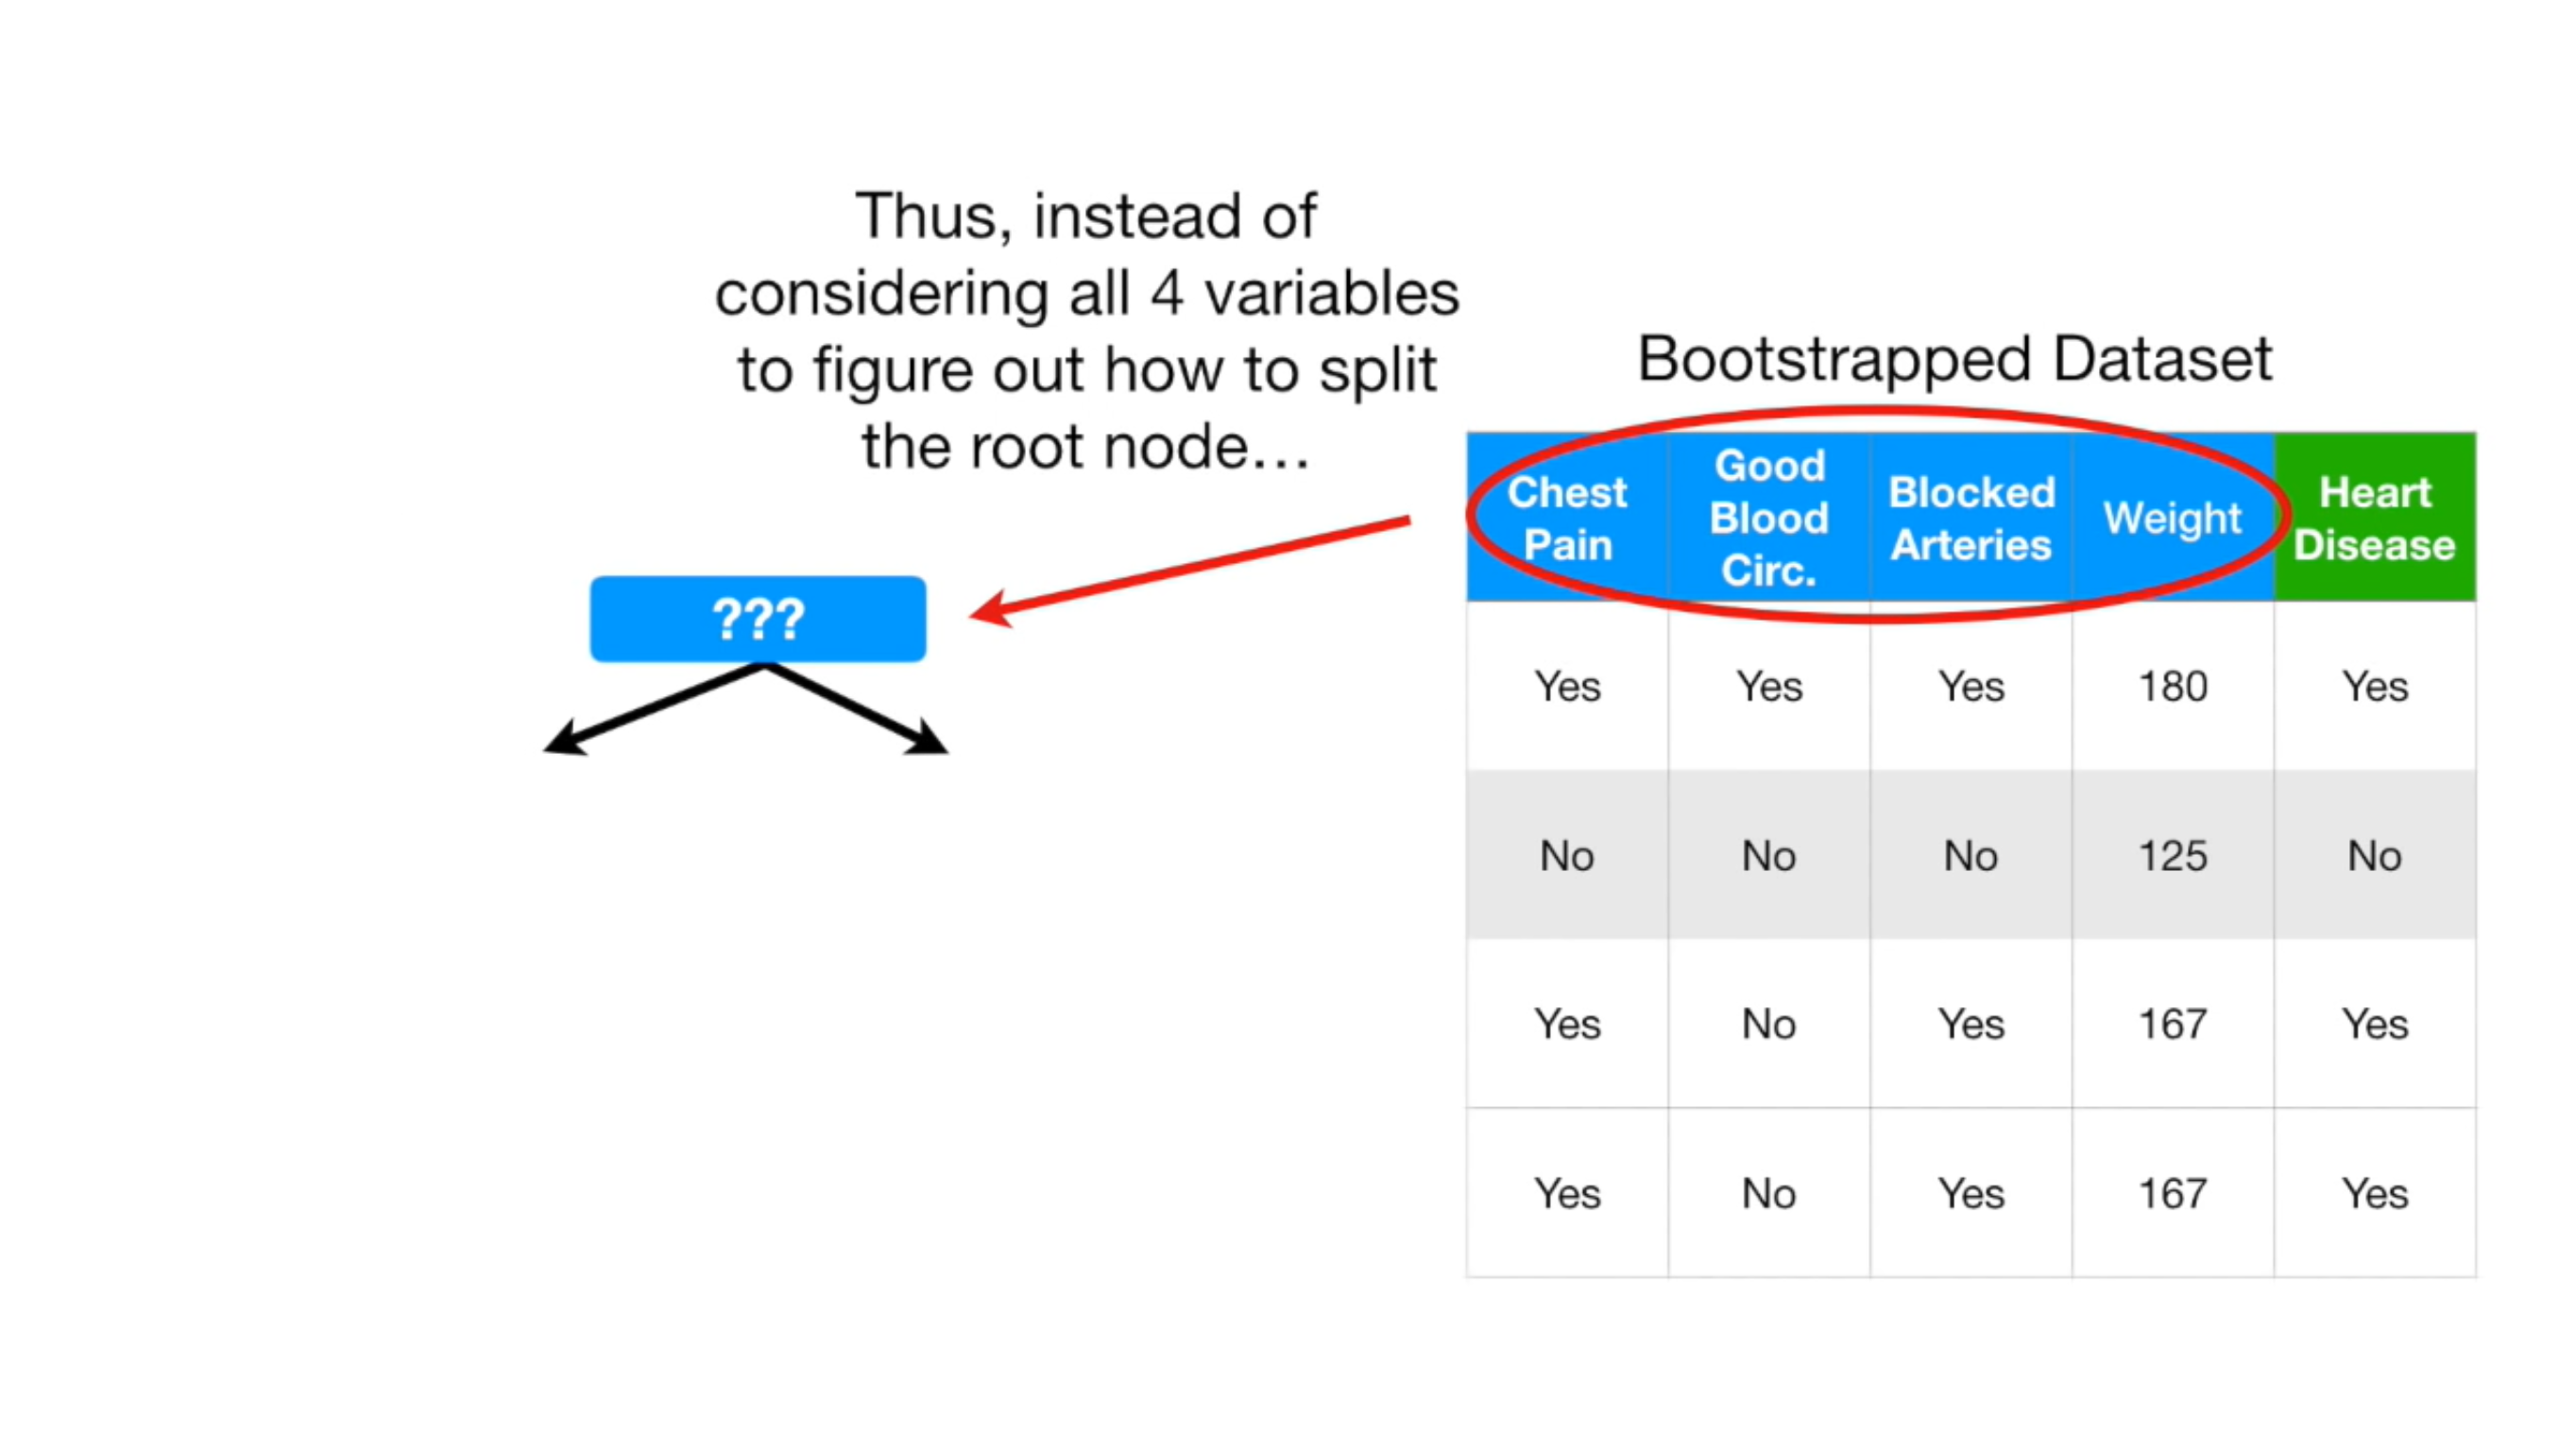 Thus, instead of
considering all 4 variables
to figure out how to split
the root node...
???
Bootstrapped Dataset
Chest Pain Good Blood Circ. Blocked Arteries Weight Heart Disease
Yes Yes Yes 180 Yes
No No No 125 No
Yes No Yes 167 Yes
Yes No Yes 167 Yes